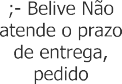 ;- Belive Não
atende o prazo
de entrega,
pedido